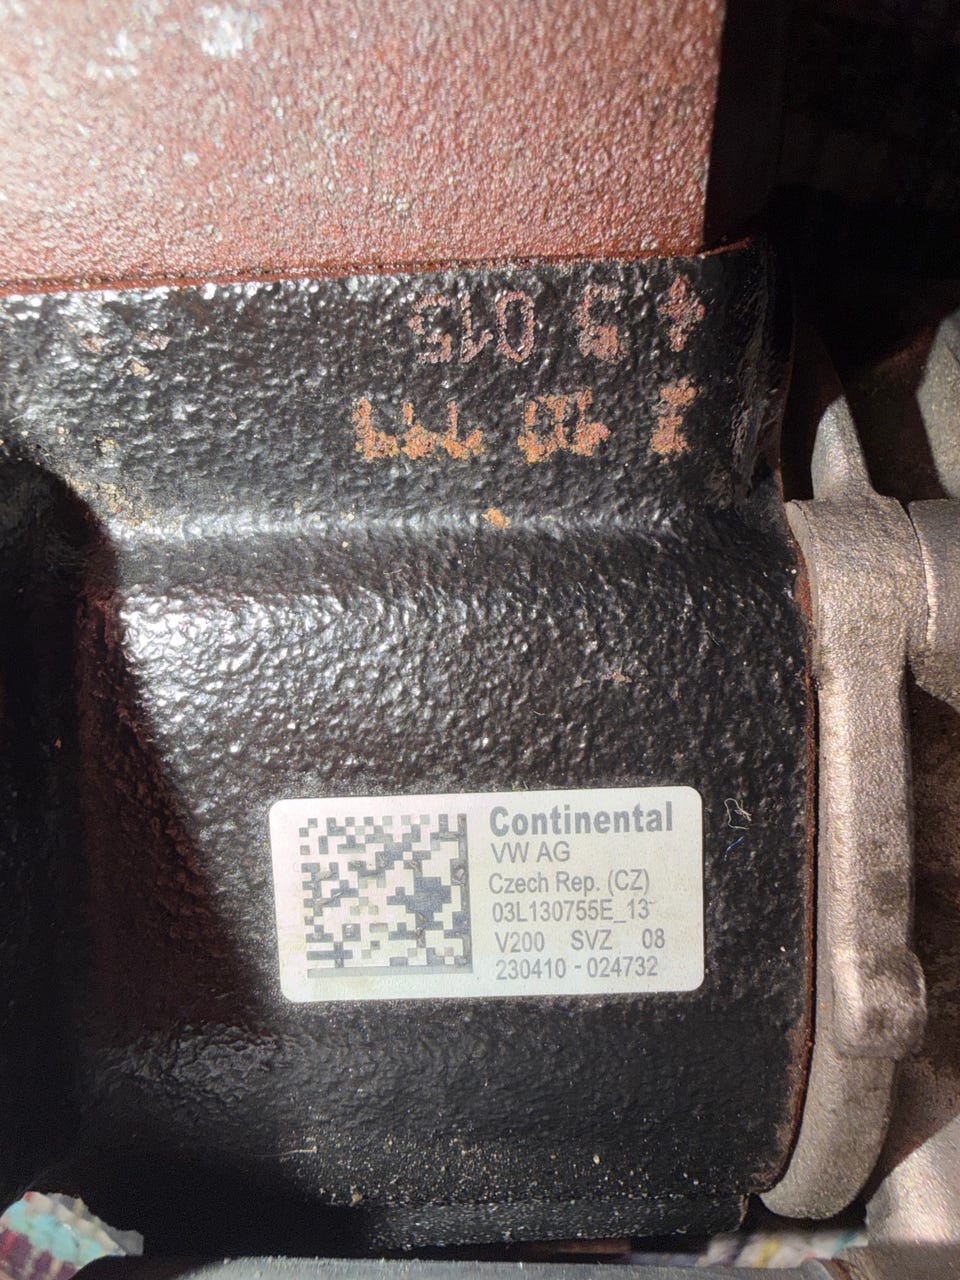 Continental
VW AG
Czech Rep. (CZ)
03L130755E_13
V200 SVZ 08
230410-024732